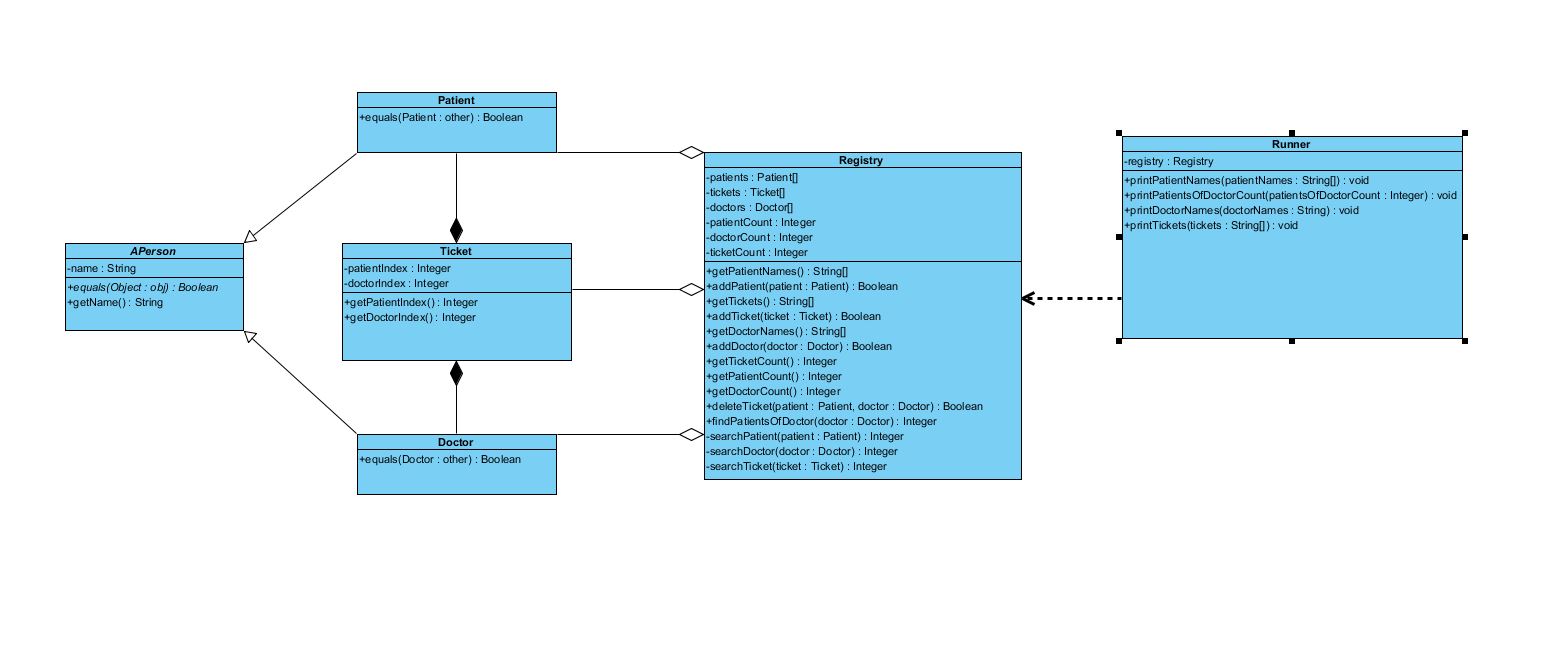 Patient
+equals(Patient : other) : Boolean
APerson
-name : String
+equals(Object : obj) : Boolean
+getName() : String
Ticket
-patientIndex : Integer
-doctorIndex : Integer
+getPatientIndex() : Integer
+getDoctorIndex() : Integer
Doctor
+equals(Doctor : other) : Boolean
Registry
-patients : Patient[]
-tickets : Ticket[]
-doctors : Doctor[]
-patientCount : Integer
-doctorCount : Integer
-ticketCount : Integer
+getPatientNames() : String[]
+addPatient(patient : Patient) : Boolean
+getTickets() : String[]
+addTicket(ticket : Ticket) : Boolean
+getDoctorNames() : String[]
+addDoctor(doctor : Doctor) : Boolean
+getTicketCount() : Integer
+getPatientCount() : Integer
+getDoctorCount() : Integer
+deleteTicket(patient : Patient, doctor : Doctor) : Boolean
+findPatientsOfDoctor(doctor : Doctor) : Integer
-searchPatient(patient : Patient) : Integer
-searchDoctor(doctor : Doctor) : Integer
-searchTicket(ticket : Ticket) : Integer
Runner
-registry : Registry
+printPatientNames(patientNames : String[]) : void
+printPatientsOfDoctorCount(patientsOfDoctorCount : Integer) : void
+printDoctorNames(doctorNames : String) : void
+printTickets(tickets : String[]) : void